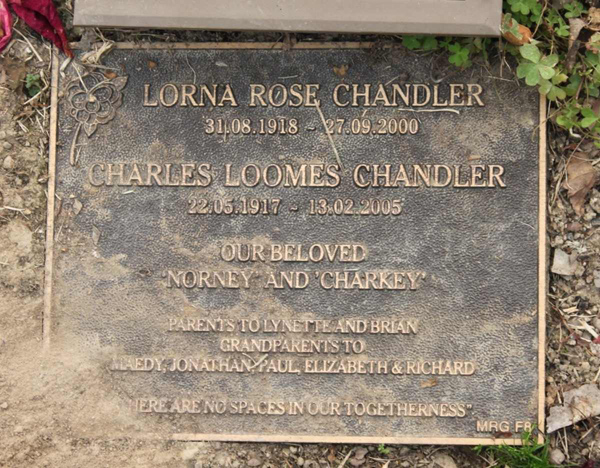 LORNA ROSE CHANDLER
31.08.1918 ~ 27.09.2000
CHARLES LOOMES CHANDLER
22.05.1917 ~ 13.02.2005
OUR BELOVED
'NORNEY' AND 'CHARKEY'
PARENTS TO LYNETTE AND BRIAN
GRANDPARENTS TO
JONATHAN, PAUL, ELIZABETH & RICHARD
HERE ARE NO SPACES IN OUR TOGETHERNESS"
MRG F8